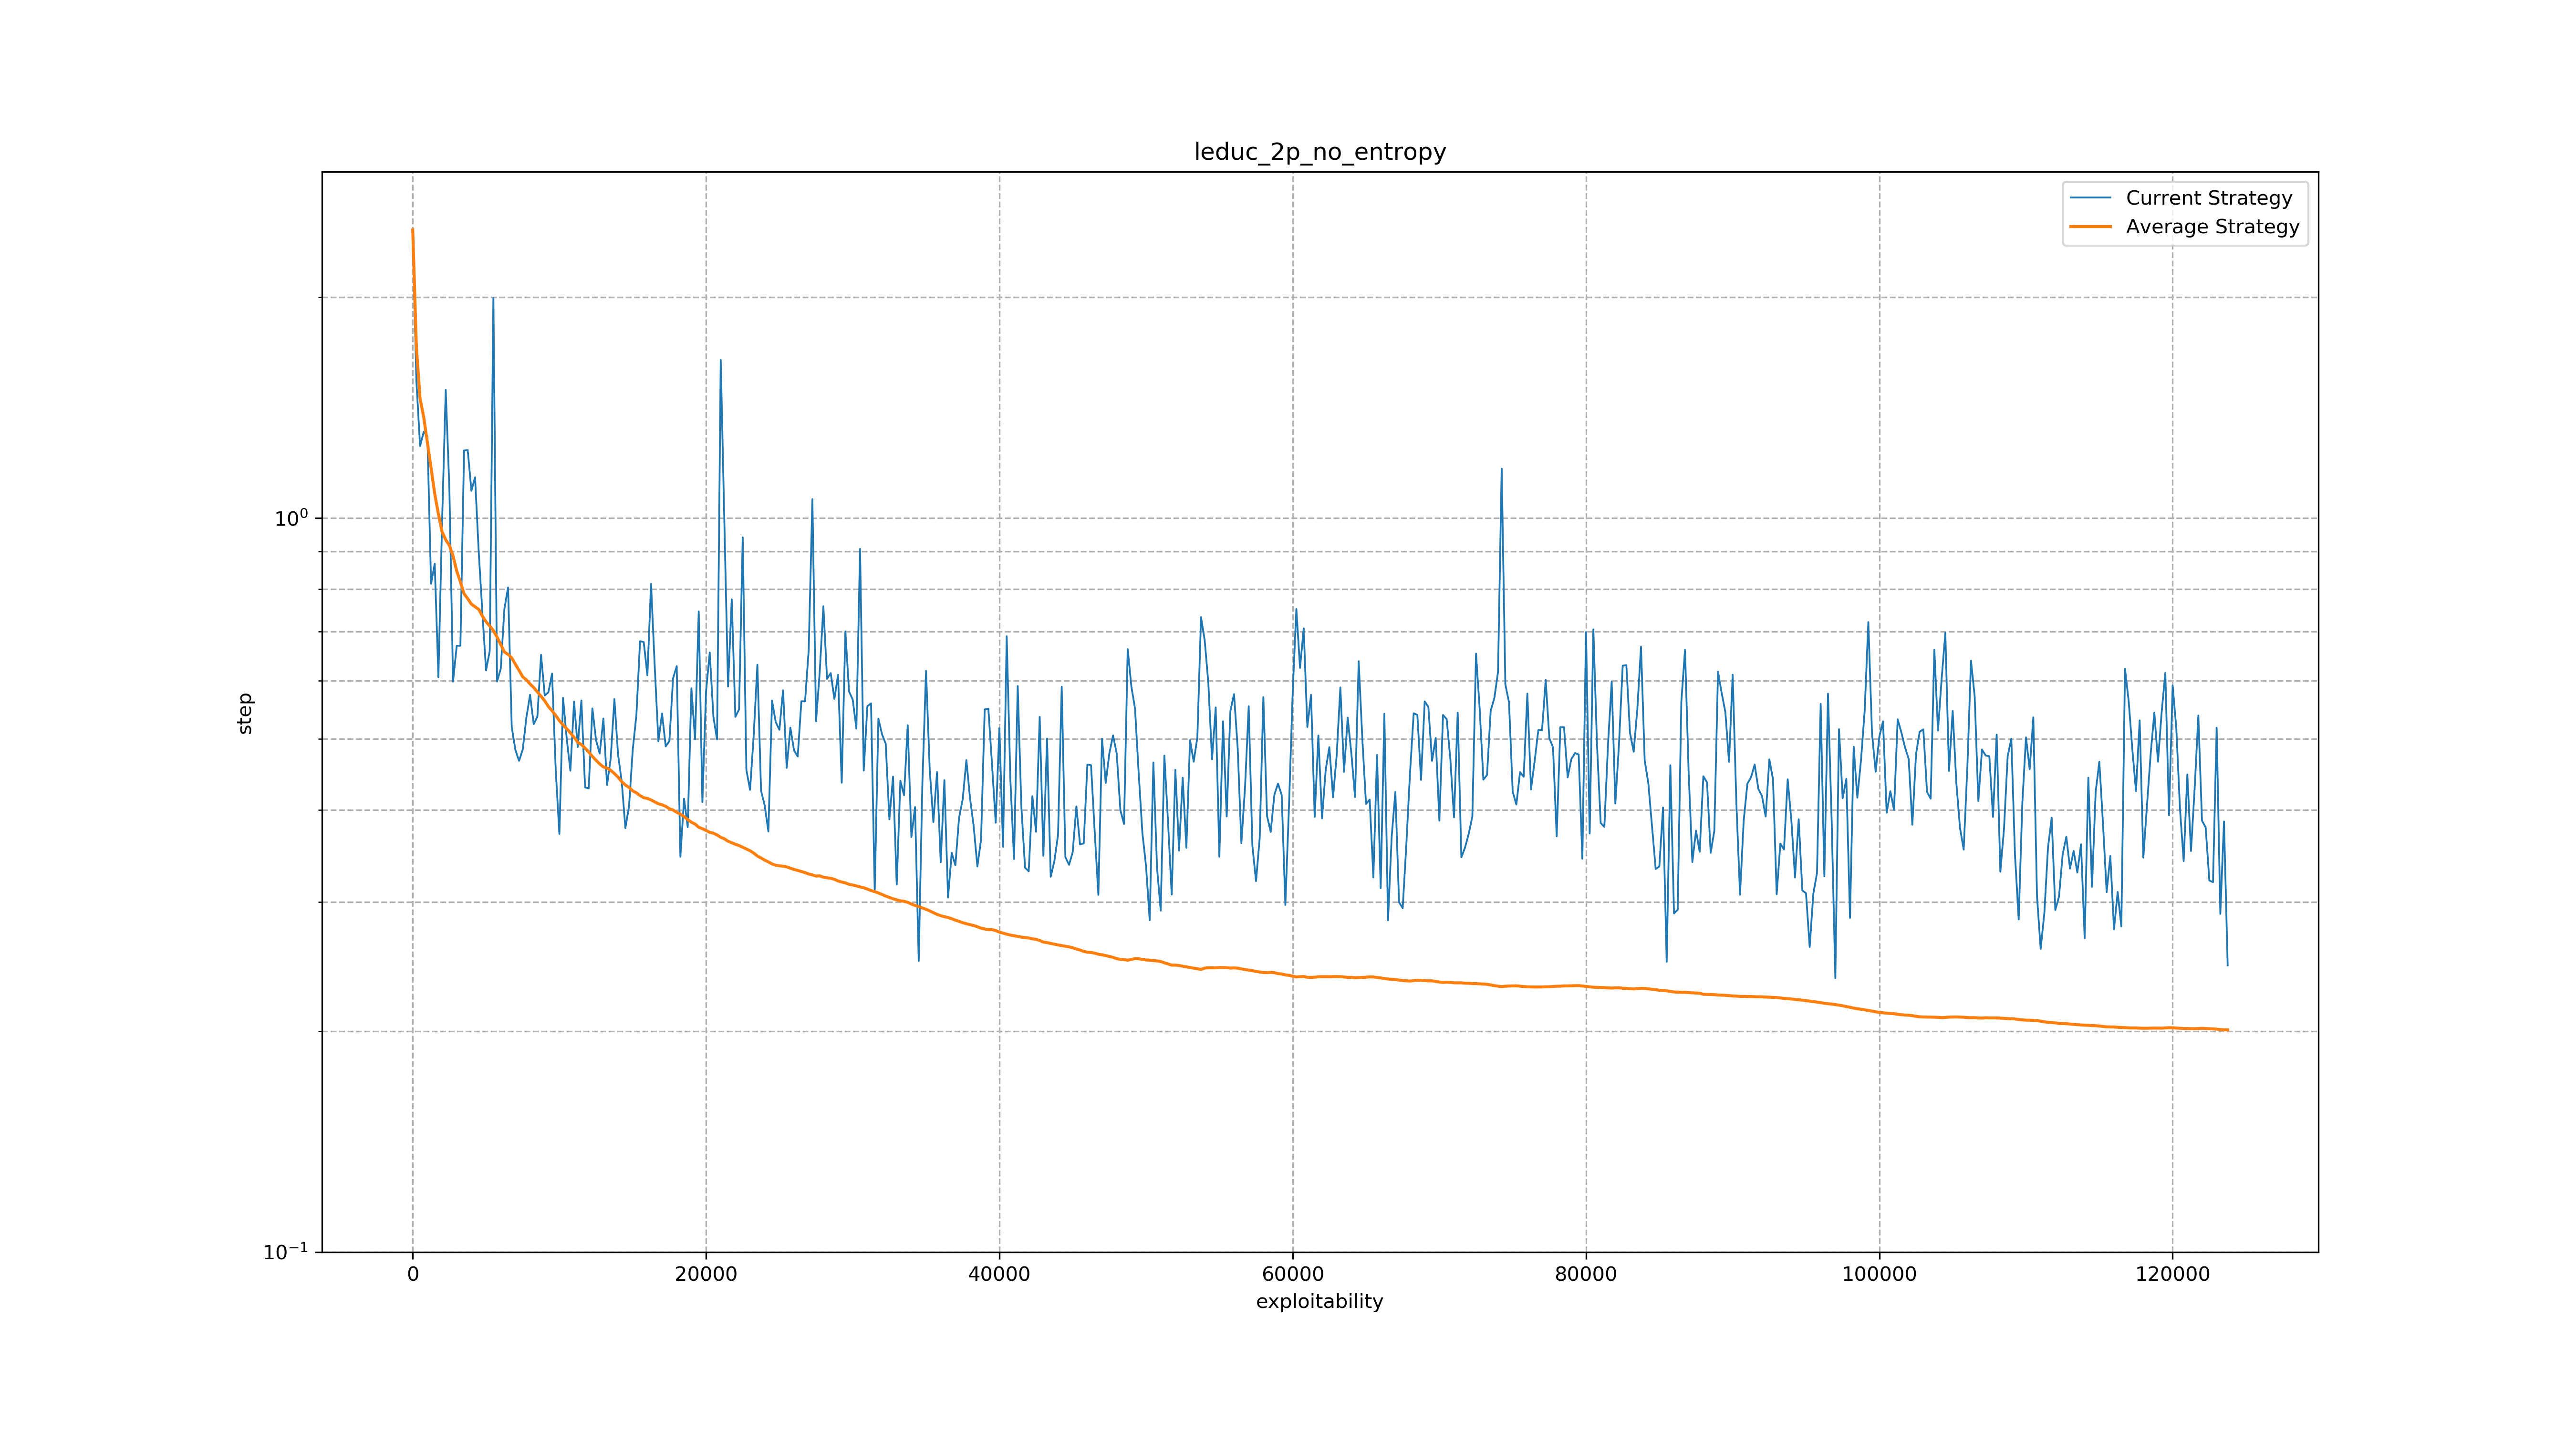 leduc_2p_no_entropy
Current Strategy
Average Strategy
10⁰
10⁻¹
step
0 20000 40000 60000 80000 100000 120000
exploitability